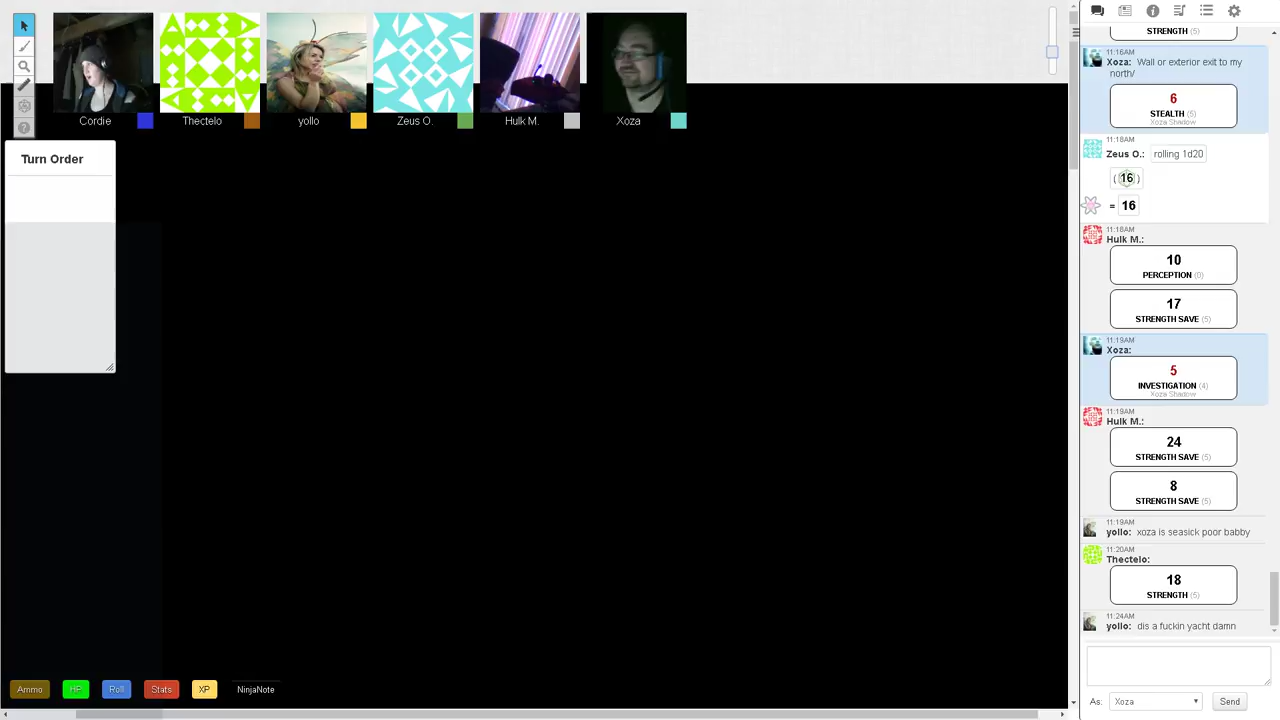 Cordie
Thectelo
yollo
Zeus O.
Hulk M.
Xoza
Turn Order
Ammo
HP
Roll
Stats
XP
NinjaNote
STRENGTH (5)
11:16AM
Xoza: Wall or exterior exit to my
north/
6
STEALTH (5)
Xoza Shadow
11:18AM
Zeus O.: rolling 1d20
(16)
= 16
11:18AM
Hulk M.:
10
PERCEPTION (0)
17
STRENGTH SAVE (5)
11:19AM
Xoza:
5
INVESTIGATION (4)
Xoza Shadow
11:19AM
Hulk M.:
24
STRENGTH SAVE (5)
8
STRENGTH SAVE (5)
11:19AM
yollo: xoza is seasick poor babby
11:20AM
Thectelo:
18
STRENGTH (5)
11:24AM
yollo: dis a fuckin yacht damn
As: Xoza
Send